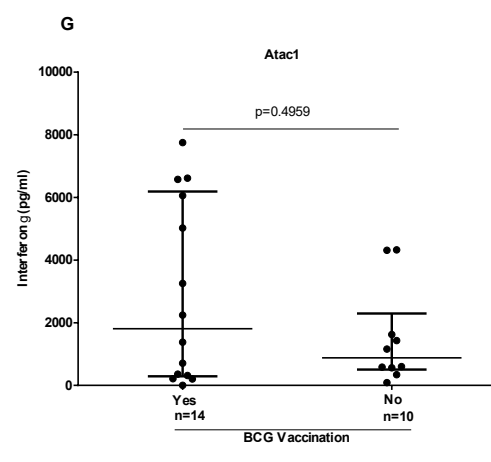 G
Atac1
10000
p=0.4959
8000
6000
4000
2000
0
Interferon g (pg/ml)
Yes No
n=14 n=10
BCG Vaccination